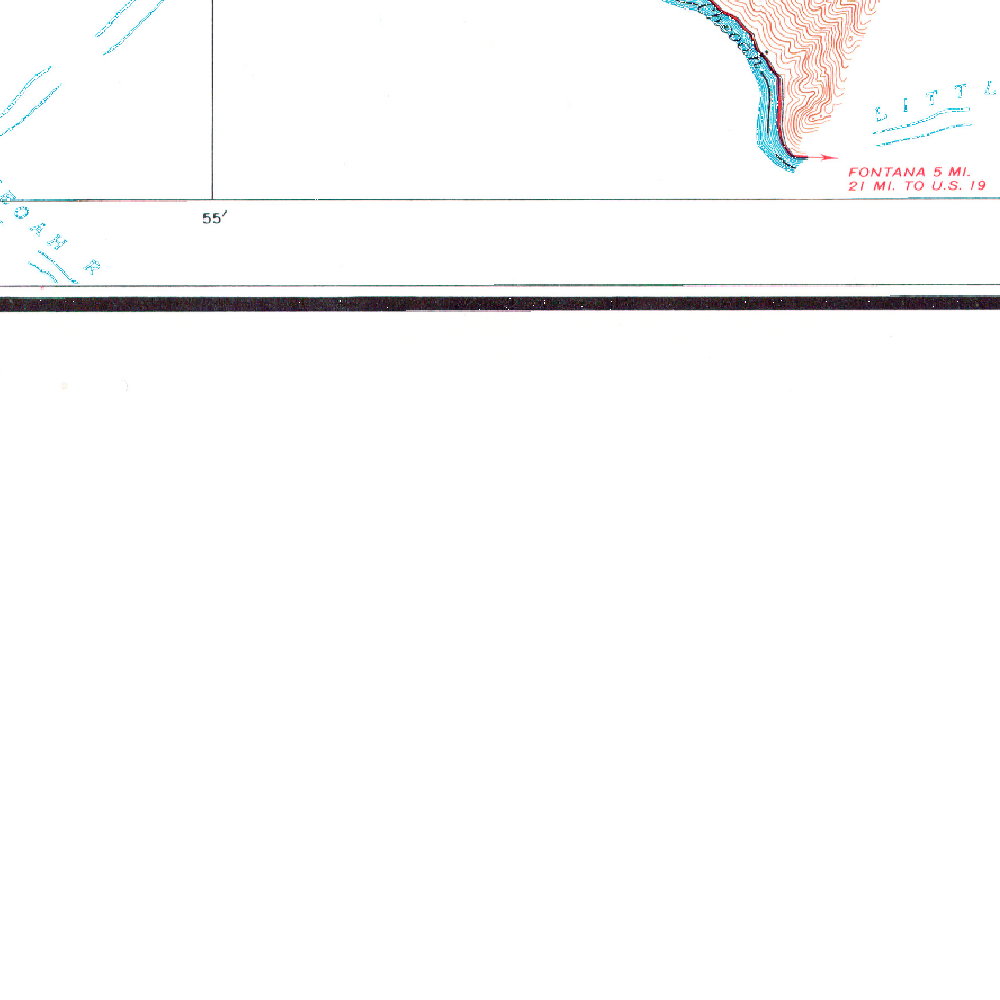 L I T T L
FONTANA 5 MI.
21 MI. TO U.S. 19
55′
O A H R